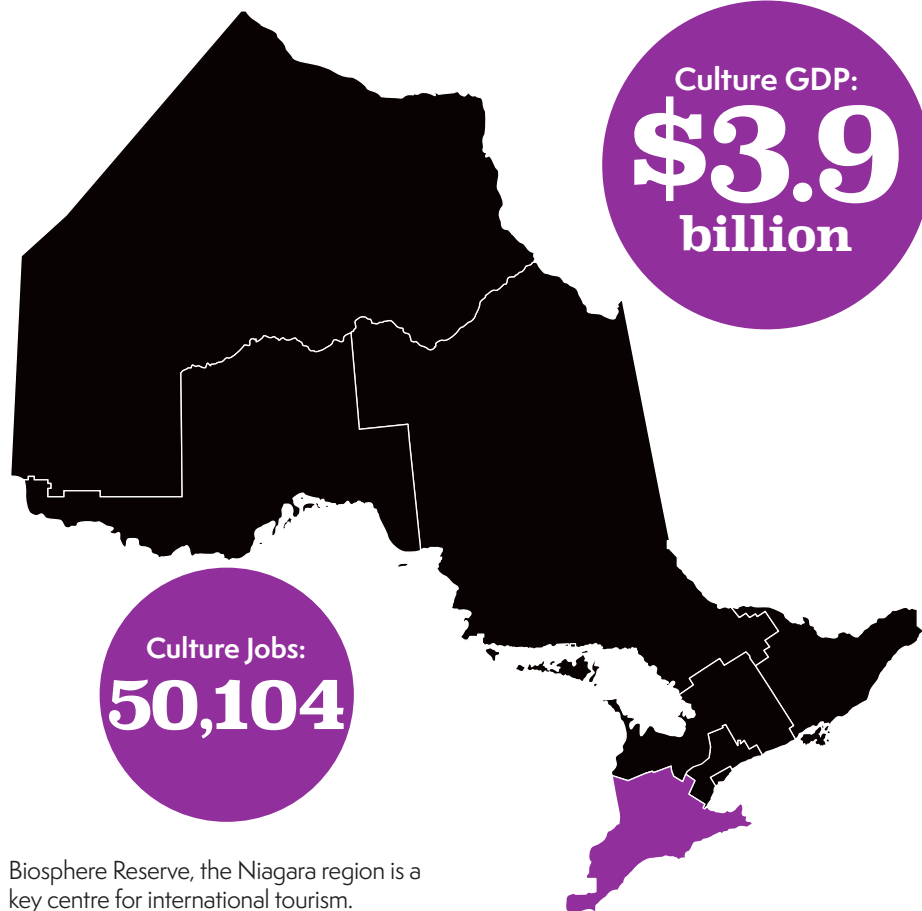 Culture GDP:
$3.9
billion
Culture Jobs:
50,104
Biosphere Reserve, the Niagara region is a
key centre for international tourism.